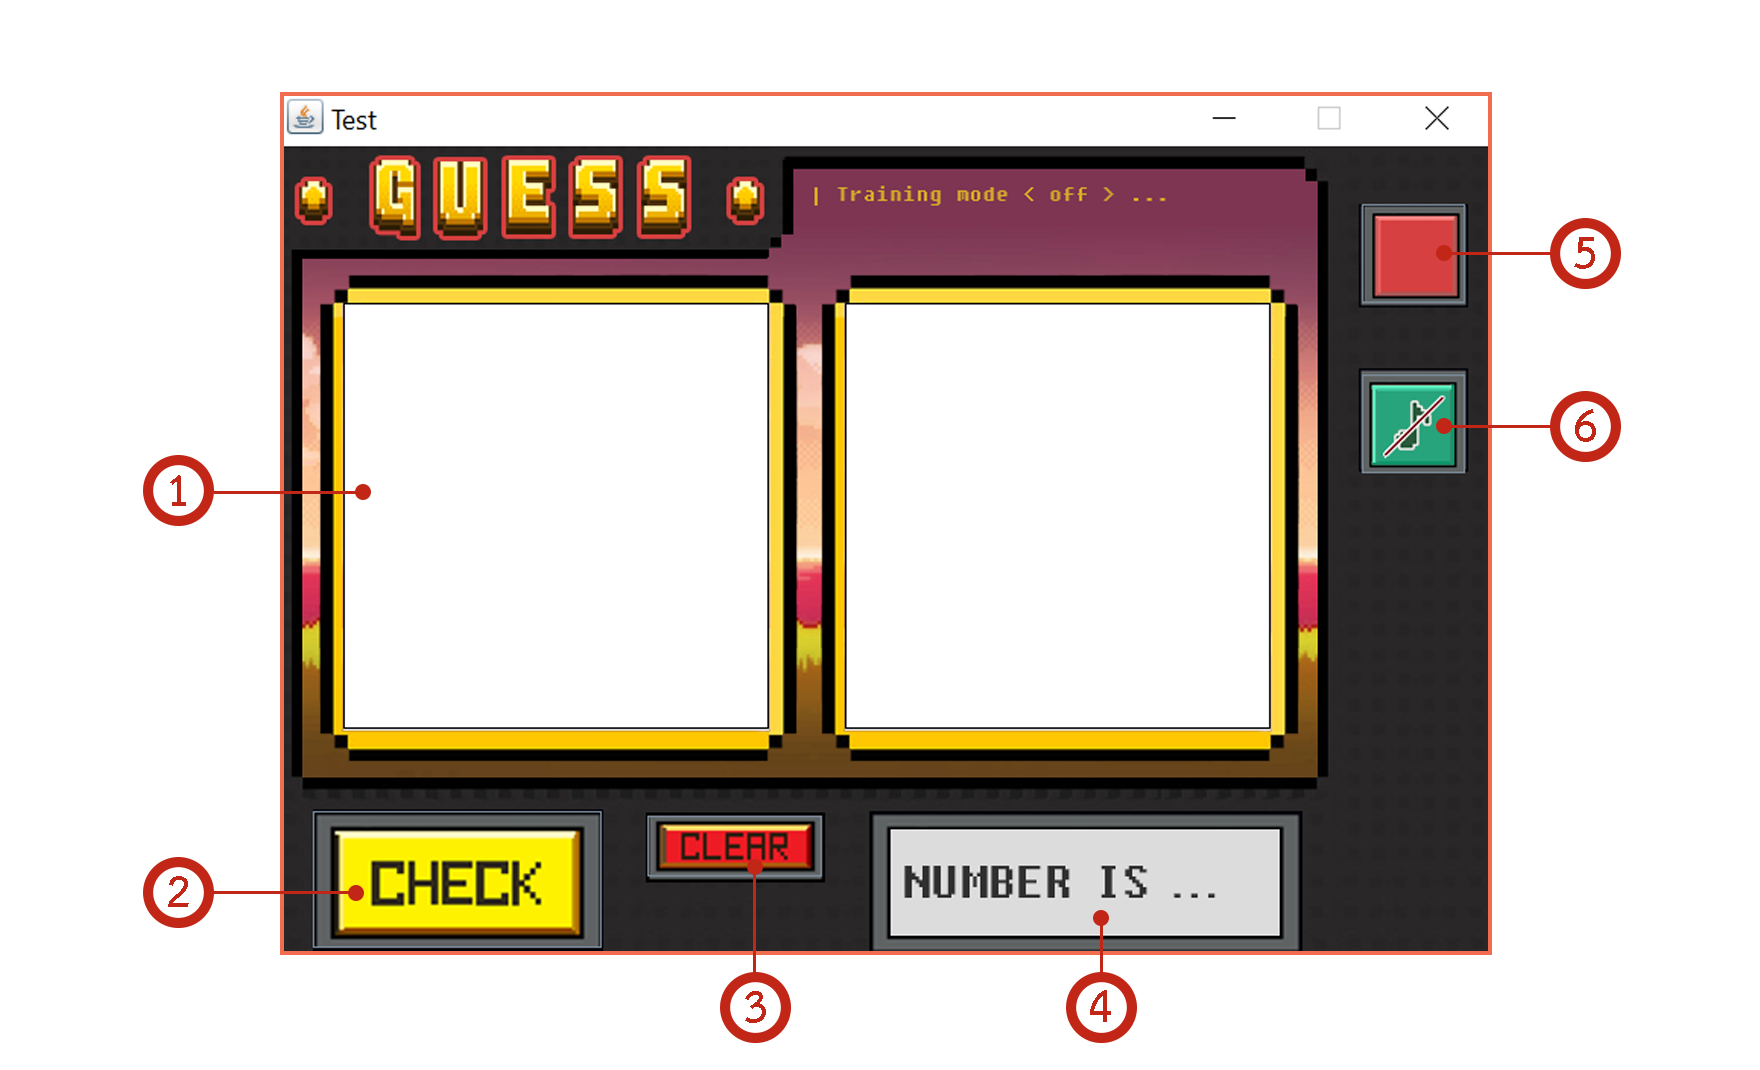 Test
GUESS
| Training mode < off > ...
5
6
1
CHECK
CLEAR
NUMBER IS ...
2
3
4